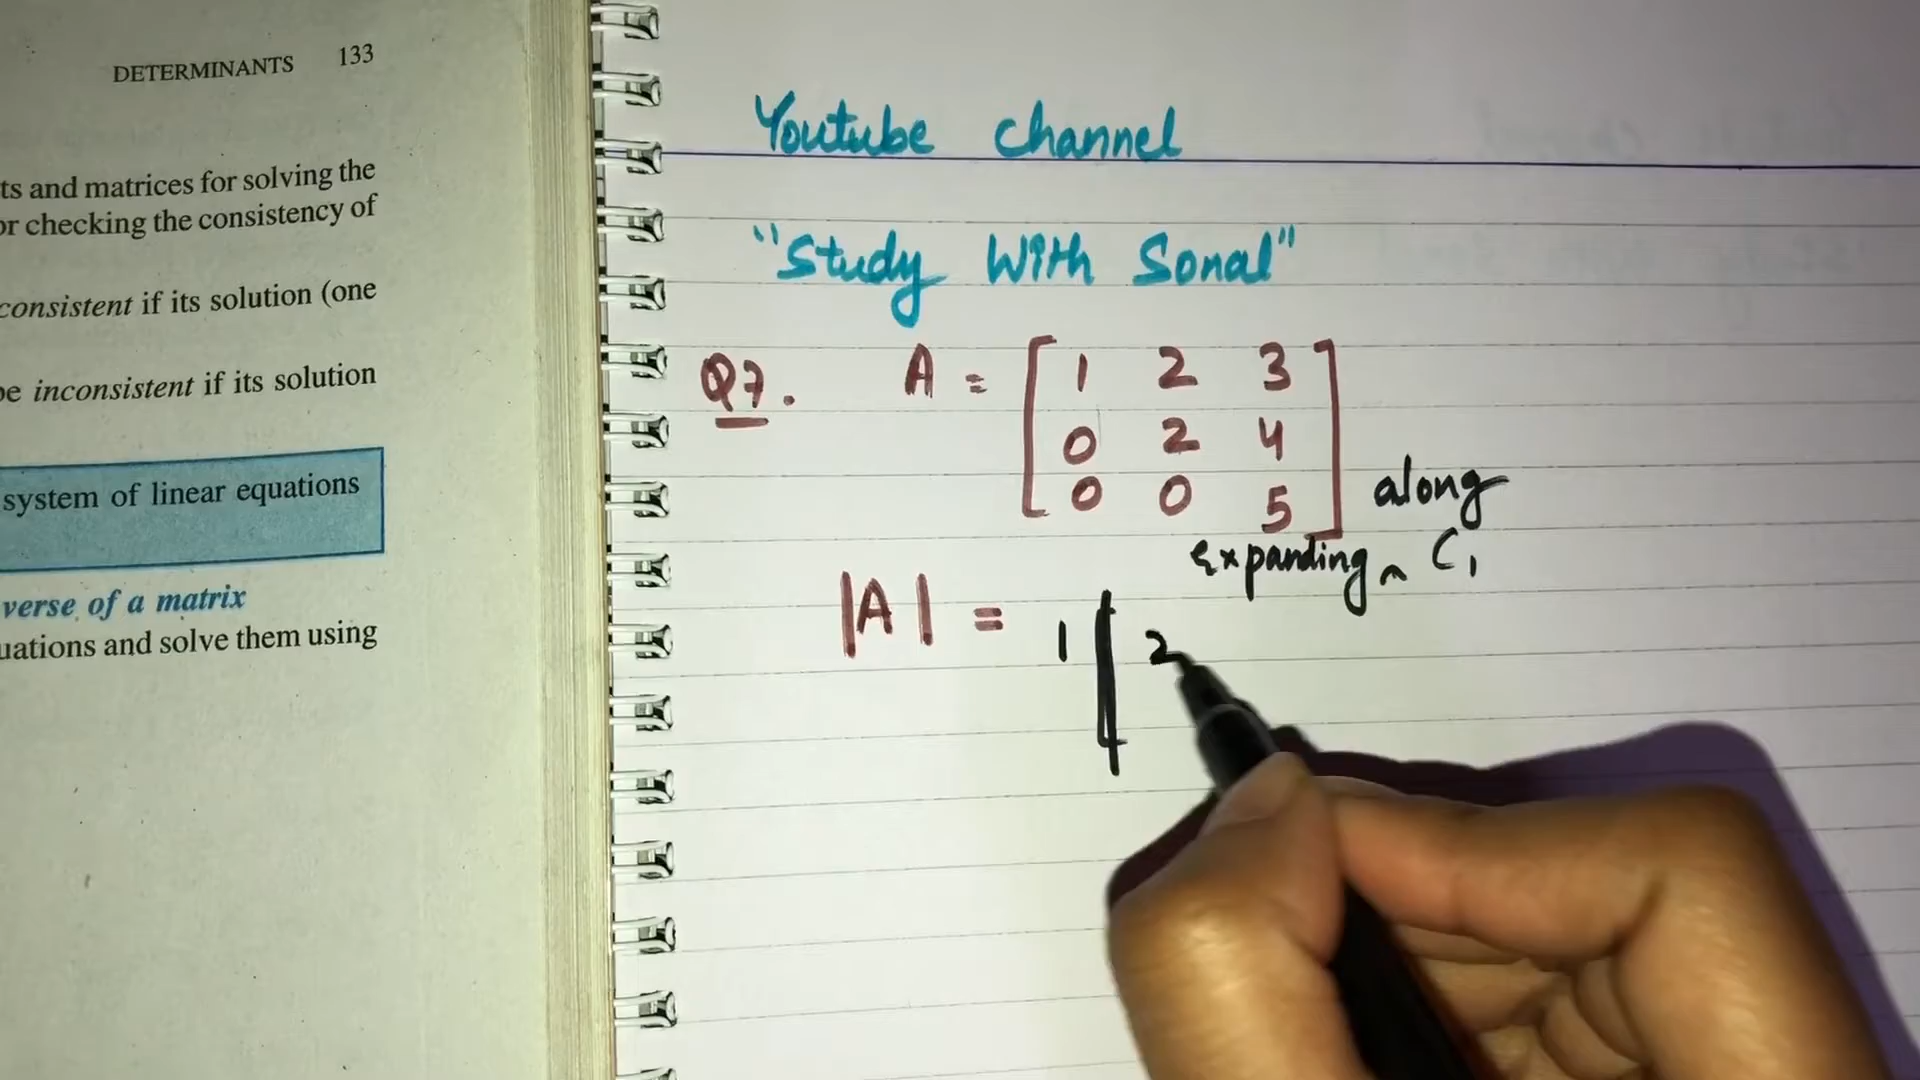 DETERMINANTS 133
ts and matrices for solving the
or checking the consistency of
consistent if its solution (one
be inconsistent if its solution
system of linear equations
verse of a matrix
uations and solve them using
Youtube Channel
"Study With Sonal"
Q7. A = [ 1 2 3
0 2 4
0 0 5 ]
along
expanding ^ C₁
|A| = 1 | 2